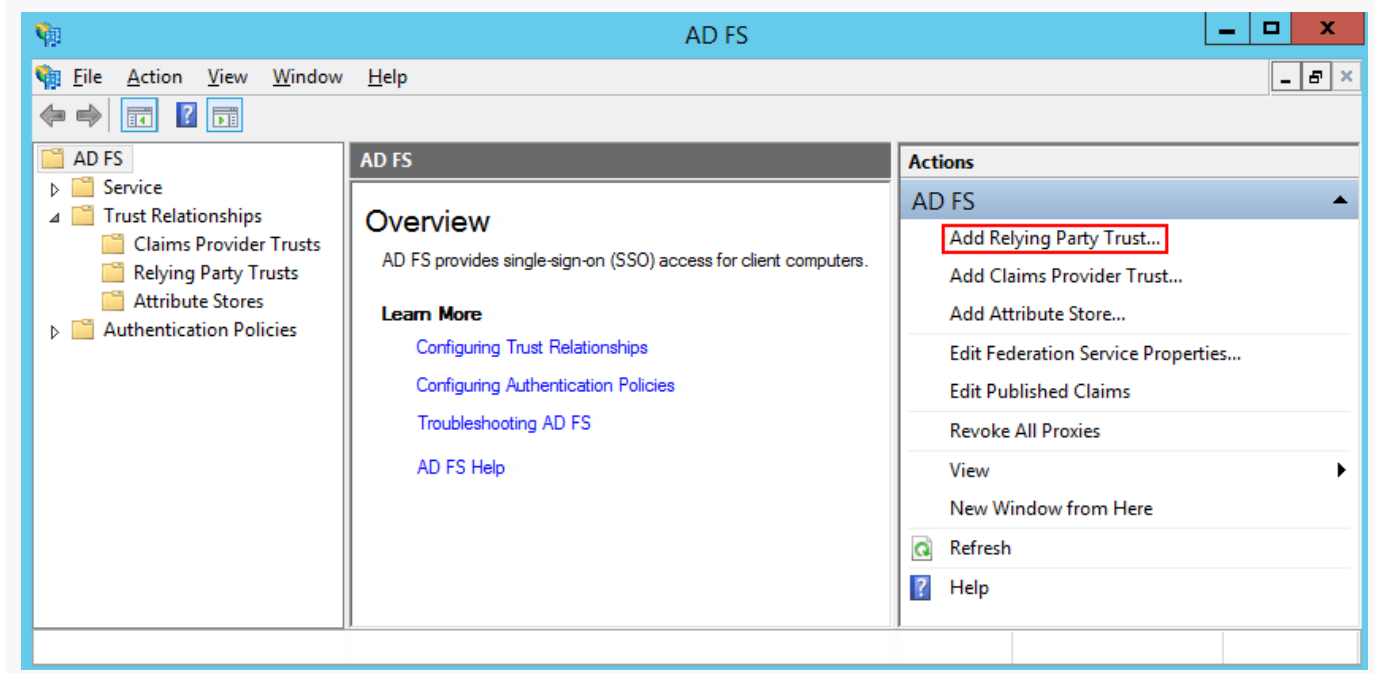 AD FS
File Action View Window Help
AD FS
Service
Trust Relationships
Claims Provider Trusts
Relying Party Trusts
Attribute Stores
Authentication Policies
AD FS
Overview
AD FS provides single-sign-on (SSO) access for client computers.
Learn More
Configuring Trust Relationships
Configuring Authentication Policies
Troubleshooting AD FS
AD FS Help
Actions
AD FS
Add Relying Party Trust...
Add Claims Provider Trust...
Add Attribute Store...
Edit Federation Service Properties...
Edit Published Claims
Revoke All Proxies
View
New Window from Here
Refresh
Help